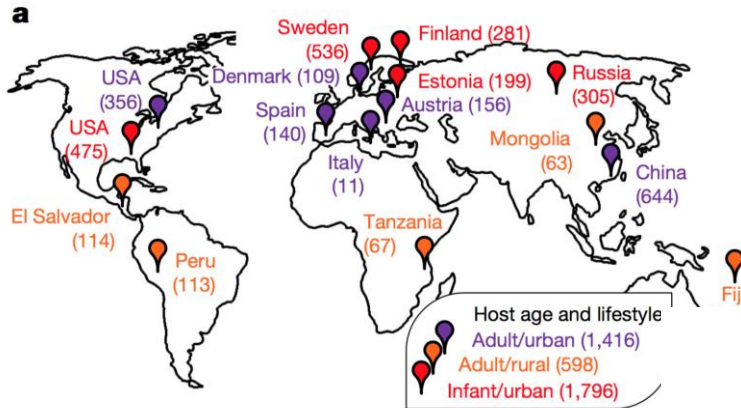 a
Sweden
(536)
Finland (281)
USA
(356)
Denmark (109)
Estonia (199)
Russia
(305)
Spain
(140)
Austria (156)
USA
(475)
Mongolia
(63)
Italy
(11)
China
(644)
El Salvador
(114)
Peru
(113)
Tanzania
(67)
Fij
Host age and lifestyle
Adult/urban (1,416)
Adult/rural (598)
Infant/urban (1,796)